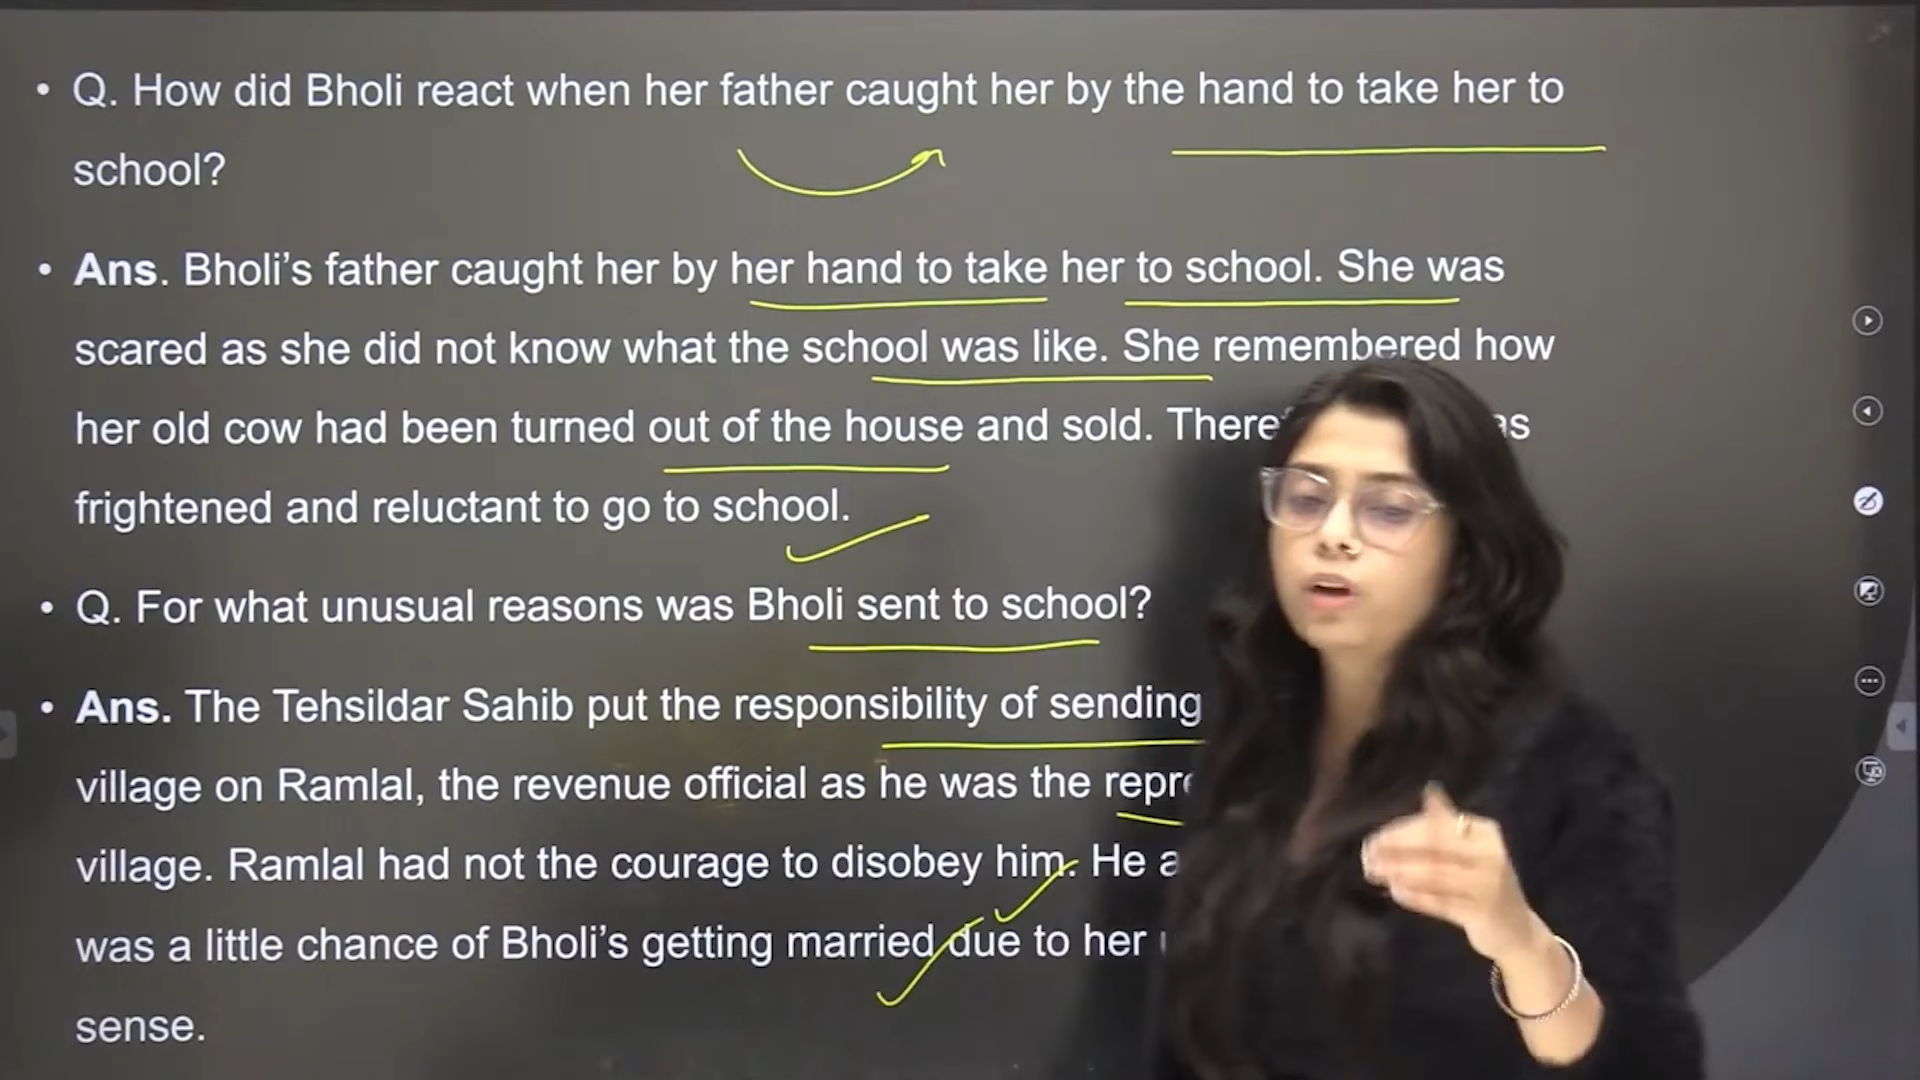 • Q. How did Bholi react when her father caught her by the hand to take her to
school?
• Ans. Bholi's father caught her by her hand to take her to school. She was
scared as she did not know what the school was like. She remembered how
her old cow had been turned out of the house and sold.
frightened and reluctant to go to school.
• Q. For what unusual reasons was Bholi sent to school?
• Ans. The Tehsildar Sahib put the responsibility of sending
village on Ramlal, the revenue official as he was the
village. Ramlal had not the courage to disobey him. He
was a little chance of Bholi's getting married due to her
sense.